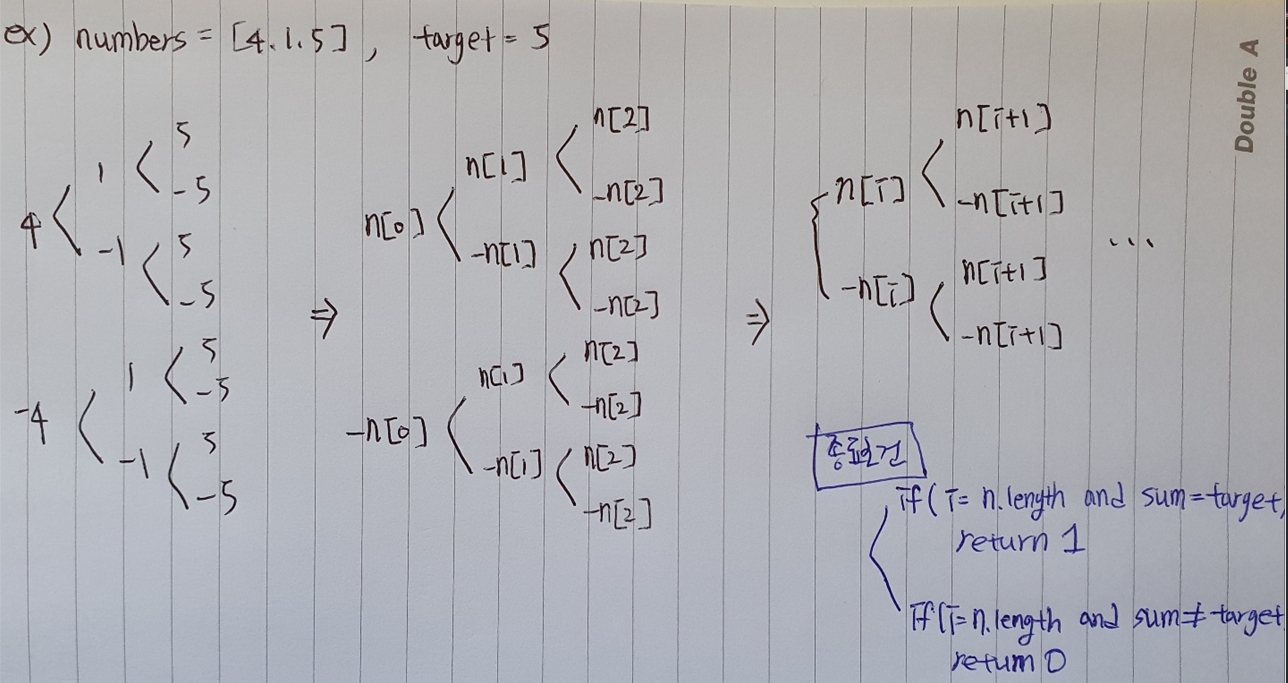 ex) numbers = [4.1.5], target = 5
Double A
4
1
5
-5
-1
5
-5
-4
1
5
-5
-1
5
-5
⇒
n[0]
n[1]
n[2]
-n[2]
-n[1]
n[2]
-n[2]
-n[0]
n[1]
n[2]
-n[2]
-n[1]
n[2]
-n[2]
⇒
n[i]
n[i+1]
-n[i+1]
-n[i]
n[i+1]
-n[i+1]
...
종료조건
if(i= n.length and sum=target,
return 1
if(i=n.length and sum≠target
return 0